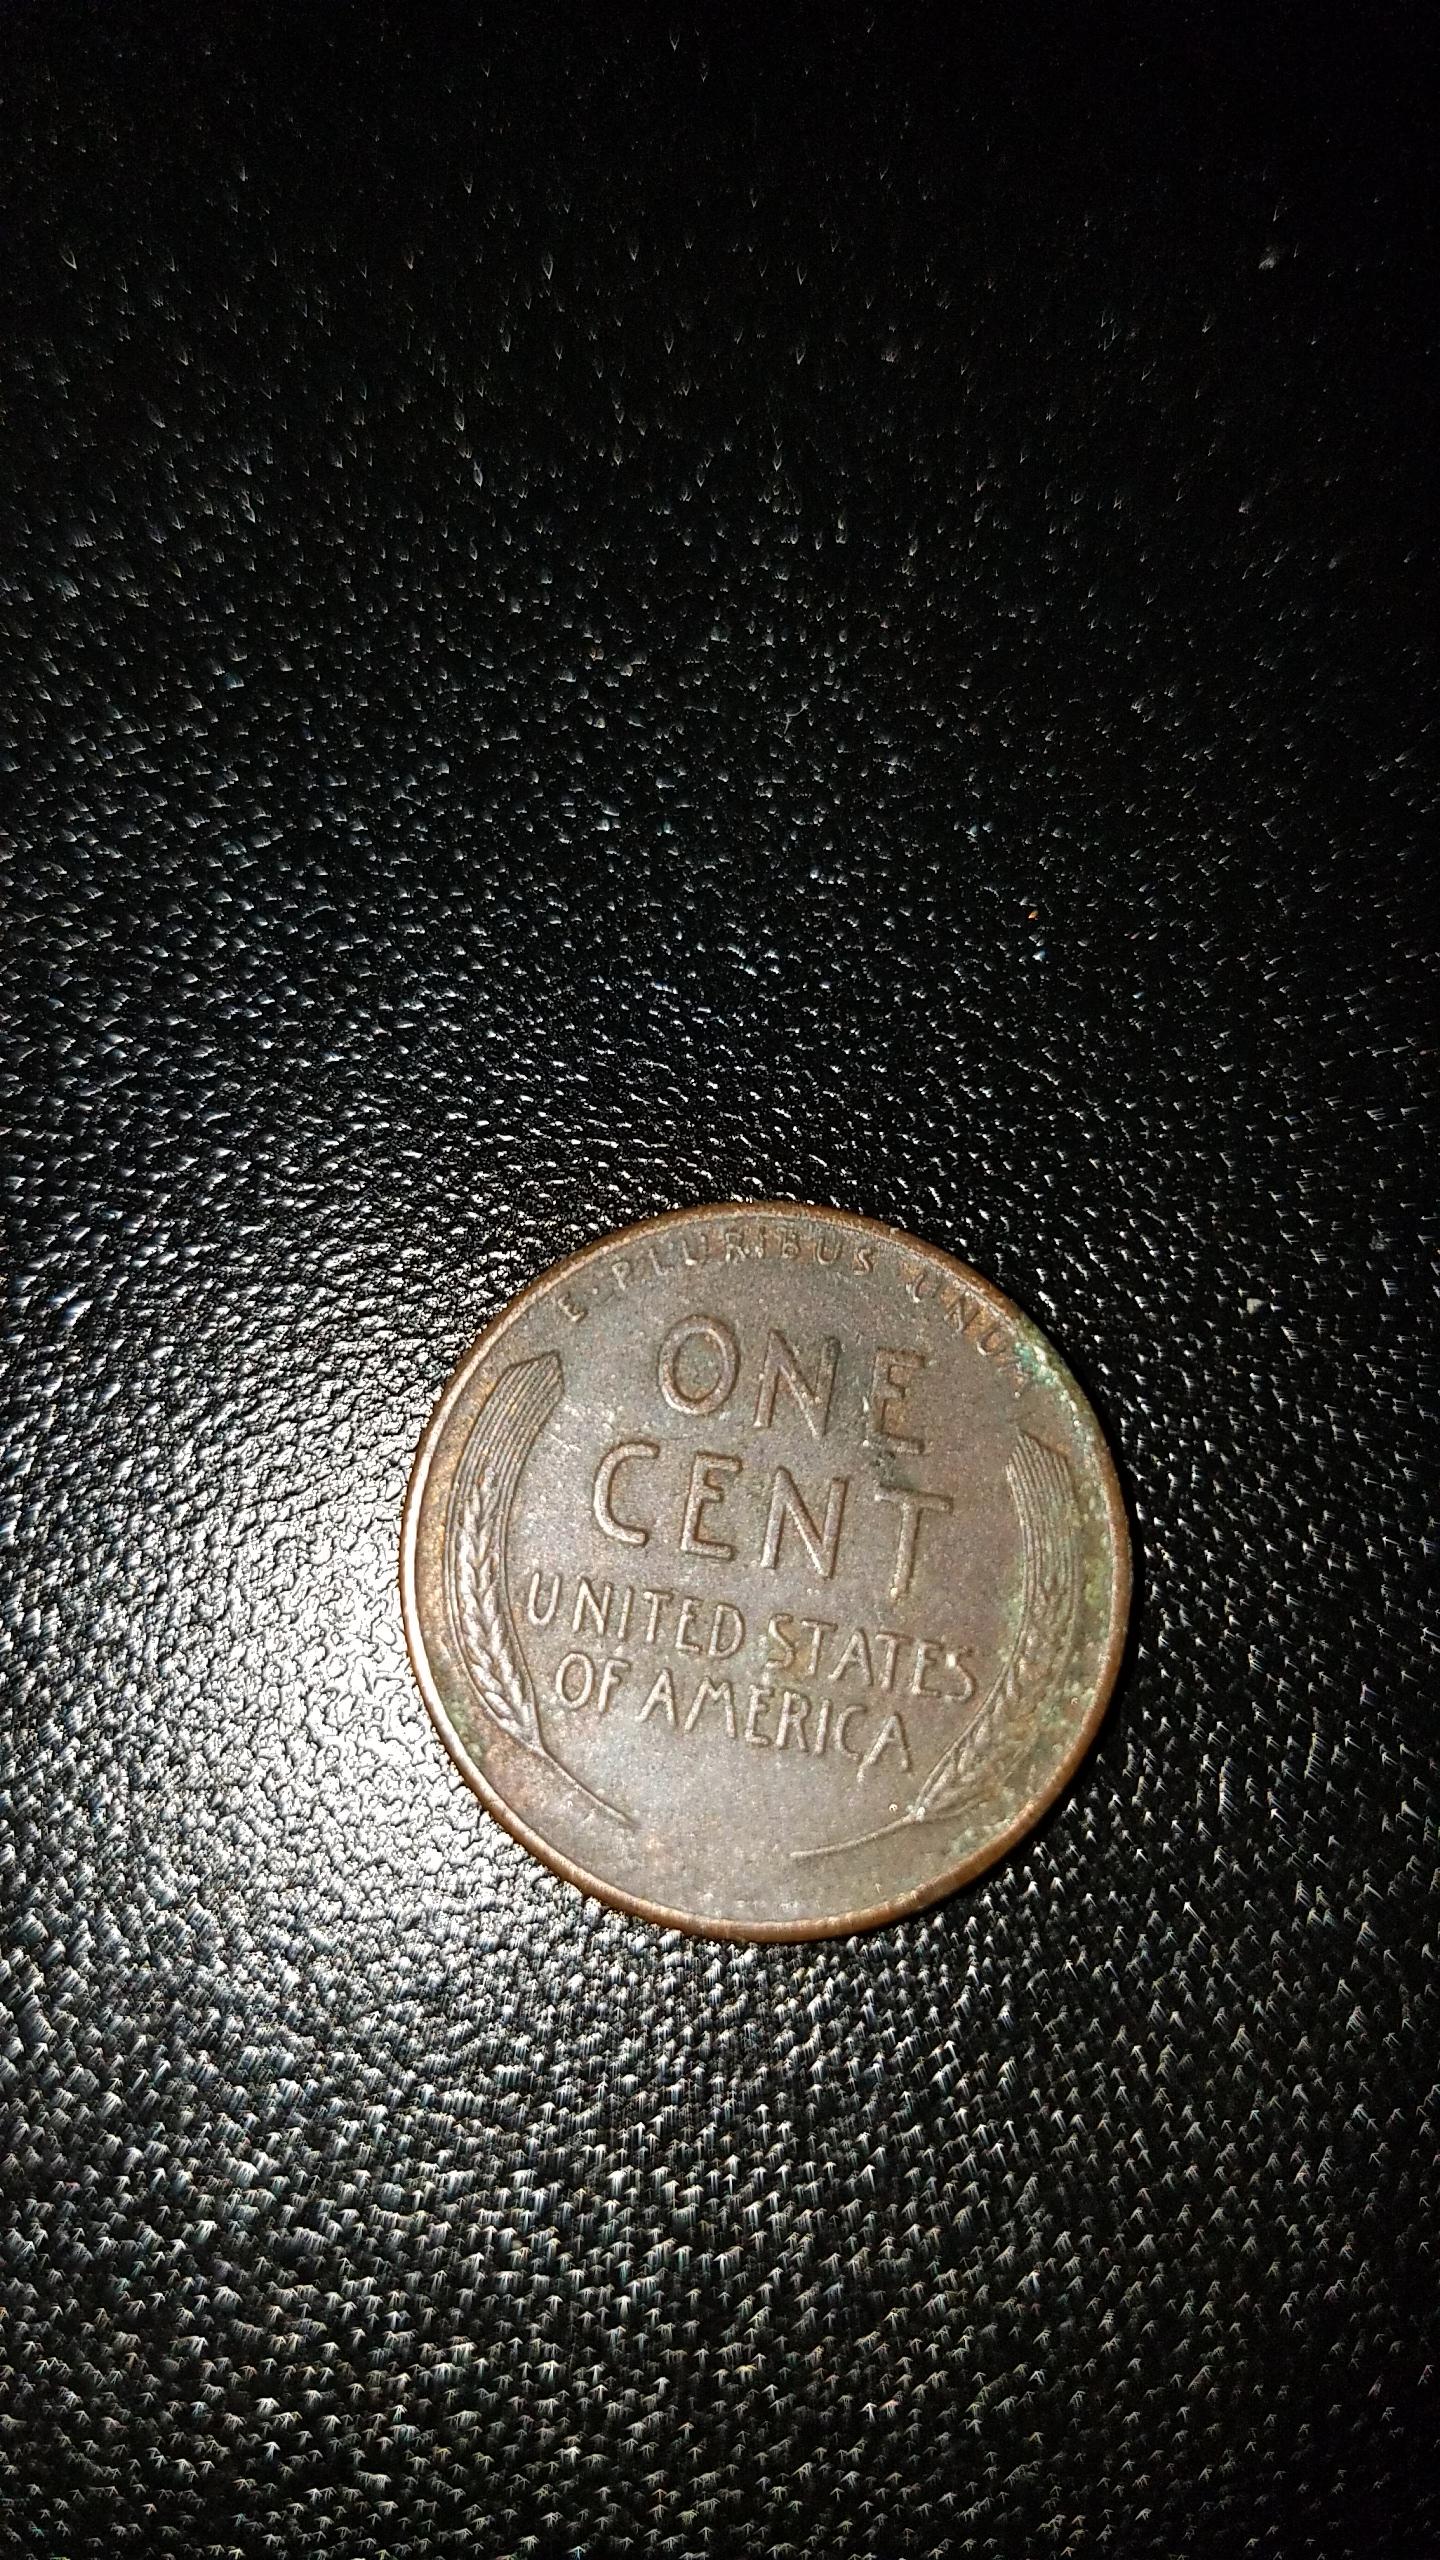 E·PLURIBUS UNUM
ONE
CENT
UNITED STATES
OF AMERICA